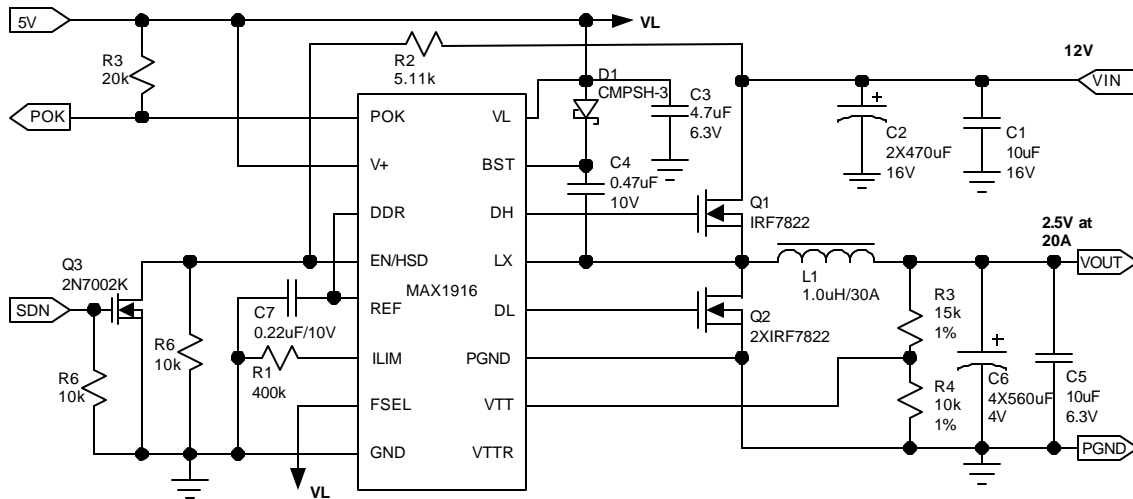 5V
VL
R3
20k
R2
5.11k
12V
VIN
POK
POK
V+
DDR
EN/HSD
REF
ILIM
FSEL
GND
MAX1916
VL
BST
DH
LX
DL
PGND
VTT
VTTR
D1
CMPSH-3
C3
4.7uF
6.3V
C4
0.47uF
10V
C2
2X470uF
16V
C1
10uF
16V
Q1
IRF7822
2.5V at
20A
VOUT
L1
1.0uH/30A
Q2
2XIRF7822
R3
15k
1%
R4
10k
1%
C6
4X560uF
4V
C5
10uF
6.3V
PGND
Q3
2N7002K
SDN
R6
10k
R6
10k
C7
0.22uF/10V
R1
400k
VL
+
+